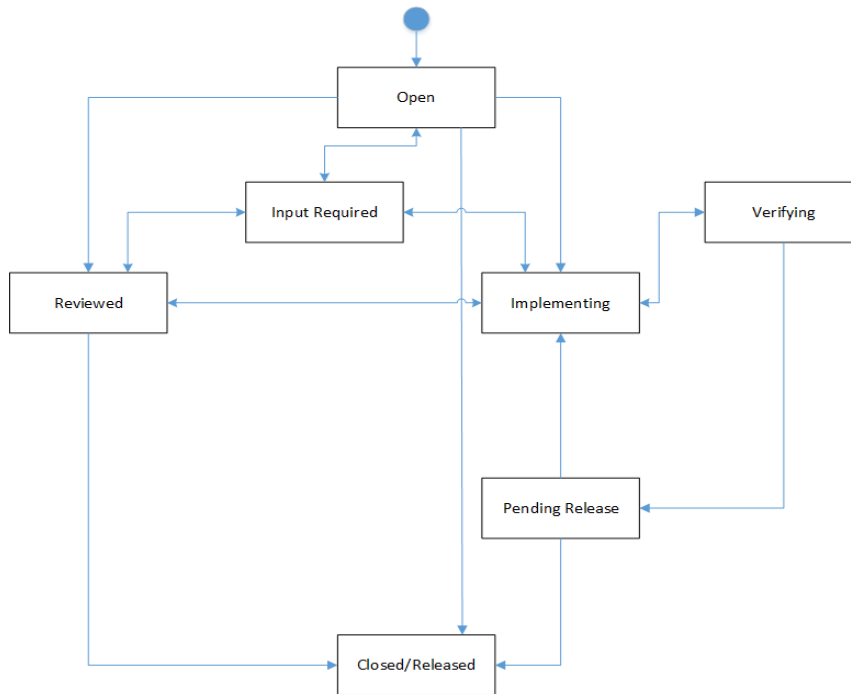 Open
Input Required
Verifying
Reviewed
Implementing
Pending Release
Closed/Released